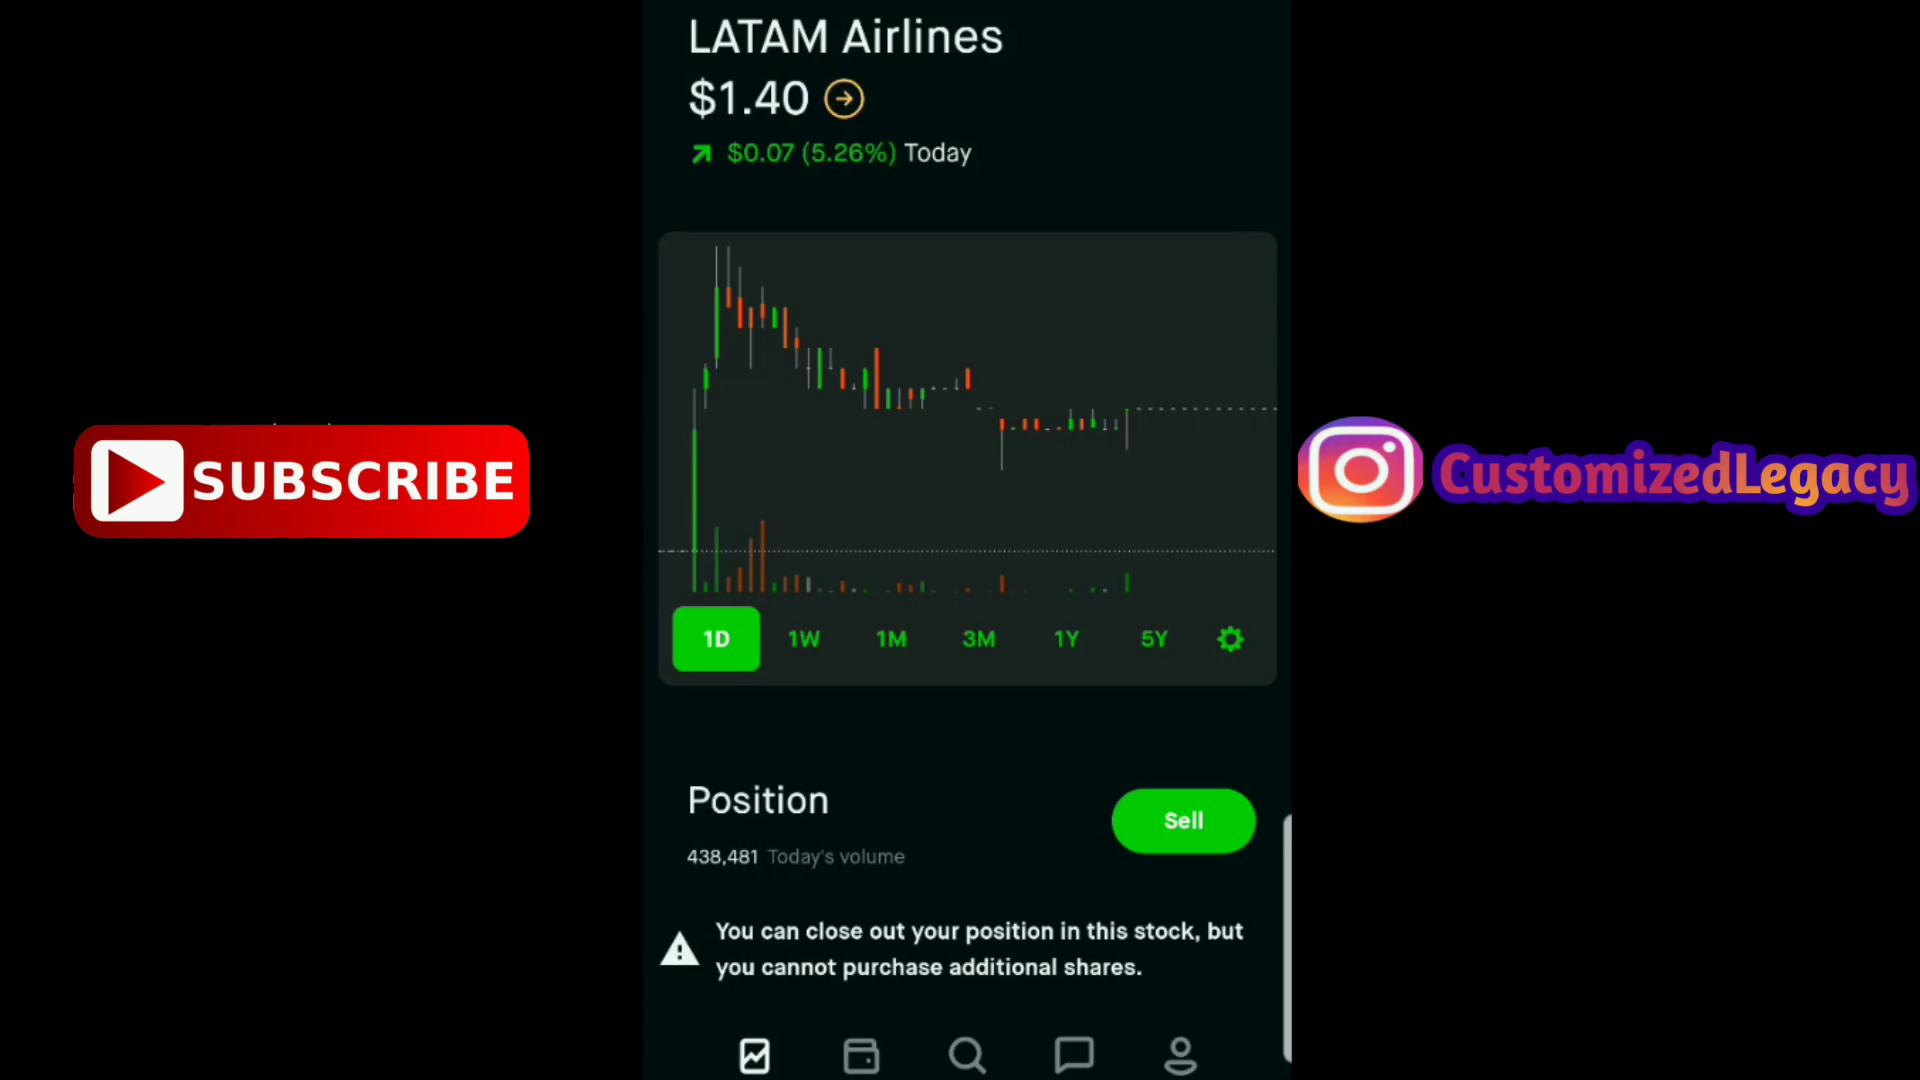 LATAM Airlines
$1.40
$0.07 (5.26%) Today
SUBSCRIBE
CustomizedLegacy
1D 1W 1M 3M 1Y 5Y
Position
Sell
438,481 Today's volume
You can close out your position in this stock, but
you cannot purchase additional shares.